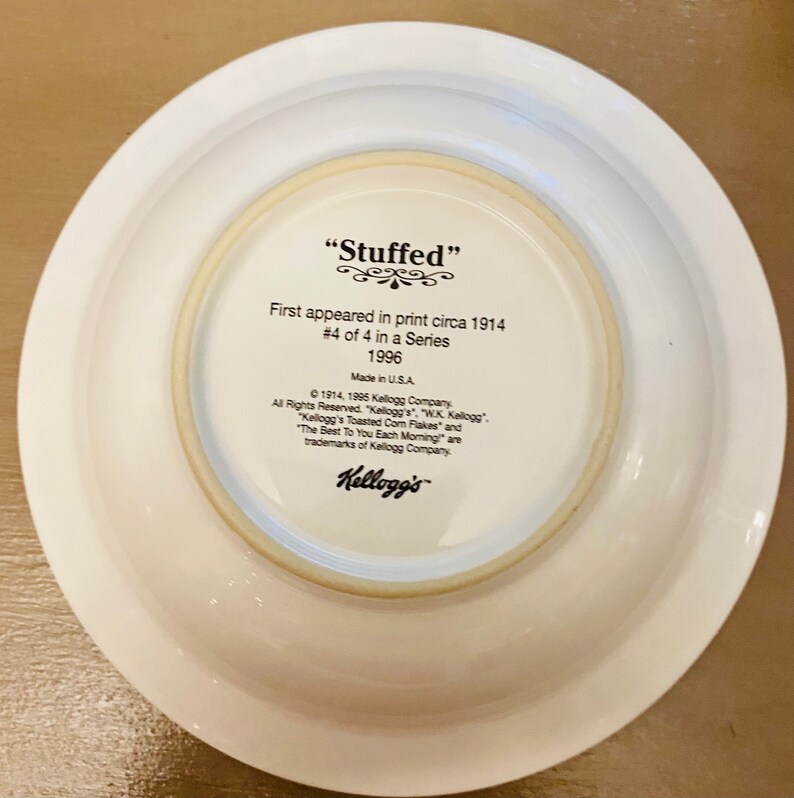 “Stuffed”
First appeared in print circa 1914
#4 of 4 in a Series
1996
Made in U.S.A.
© 1914, 1995 Kellogg Company.
All Rights Reserved. "Kellogg's", "W.K. Kellogg",
"Kellogg's Toasted Corn Flakes" and
"The Best To You Each Morning!" are
trademarks of Kellogg Company.
Kellogg's™